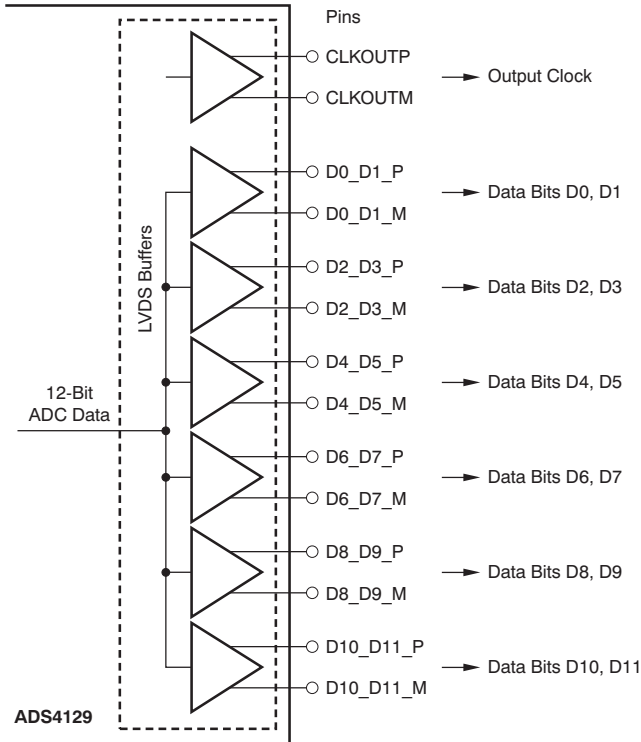 Pins
CLKOUTP
CLKOUTM
Output Clock
D0_D1_P
D0_D1_M
Data Bits D0, D1
D2_D3_P
D2_D3_M
Data Bits D2, D3
D4_D5_P
D4_D5_M
Data Bits D4, D5
D6_D7_P
D6_D7_M
Data Bits D6, D7
D8_D9_P
D8_D9_M
Data Bits D8, D9
D10_D11_P
D10_D11_M
Data Bits D10, D11
LVDS Buffers
12-Bit
ADC Data
ADS4129